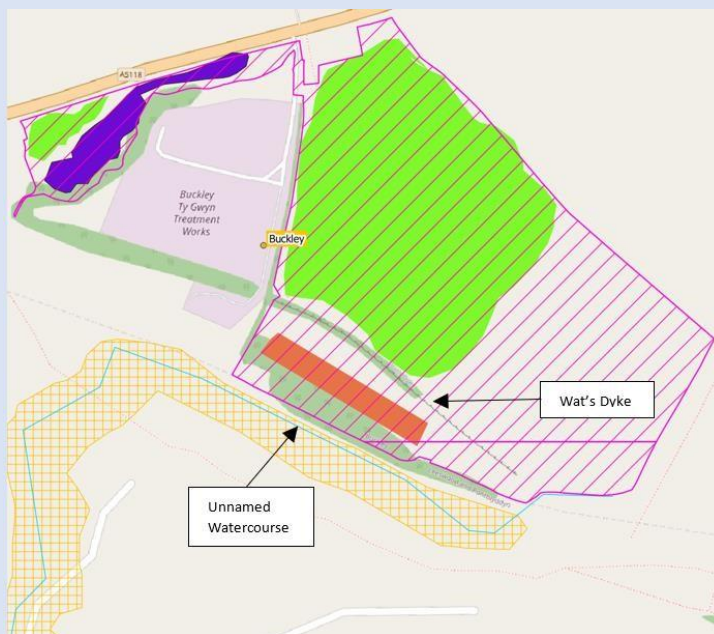 A5118
Buckley
Ty Gwyn
Treatment
Works
Buckley
Wat's Dyke
Unnamed
Watercourse